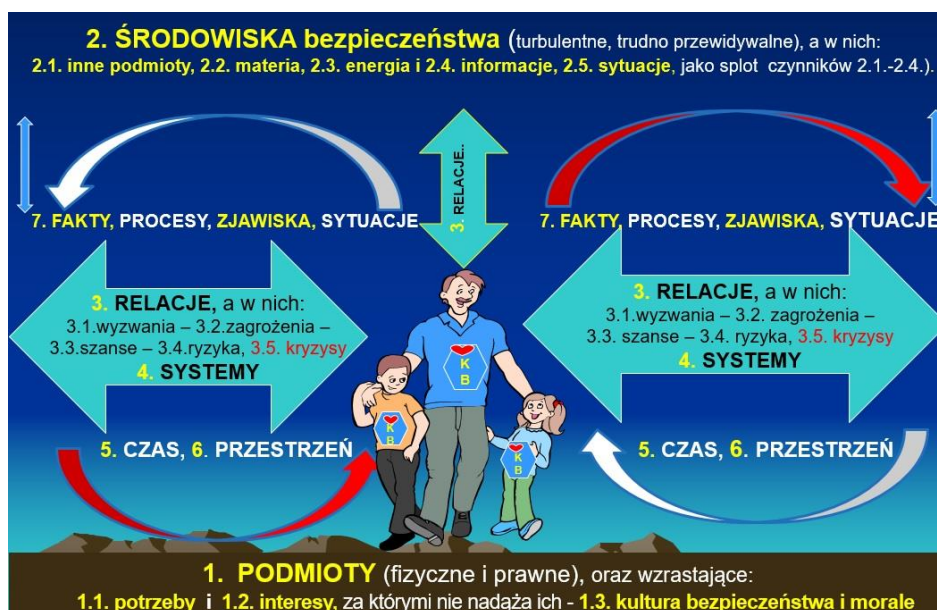 2. ŚRODOWISKA bezpieczeństwa (turbulentne, trudno przewidywalne), a w nich:
2.1. inne podmioty, 2.2. materia, 2.3. energia i 2.4. informacje, 2.5. sytuacje, jako splot czynników 2.1.-2.4.).
3. RELACJE..
7. FAKTY, PROCESY, ZJAWISKA, SYTUACJE
3. RELACJE, a w nich:
3.1.wyzwania – 3.2.zagrożenia –
3.3.szanse – 3.4.ryzyka, 3.5. kryzysy
4. SYSTEMY
5. CZAS, 6. PRZESTRZEŃ
7. FAKTY, PROCESY, ZJAWISKA, SYTUACJE
3. RELACJE, a w nich:
3.1.wyzwania – 3.2. zagrożenia –
3.3. szanse – 3.4. ryzyka, 3.5 kryzysy
4. SYSTEMY
5. CZAS, 6. PRZESTRZEŃ
K
B
K
B
K
B
1. PODMIOTY (fizyczne i prawne), oraz wzrastające:
1.1. potrzeby i 1.2. interesy, za którymi nie nadąża ich - 1.3. kultura bezpieczeństwa i morale